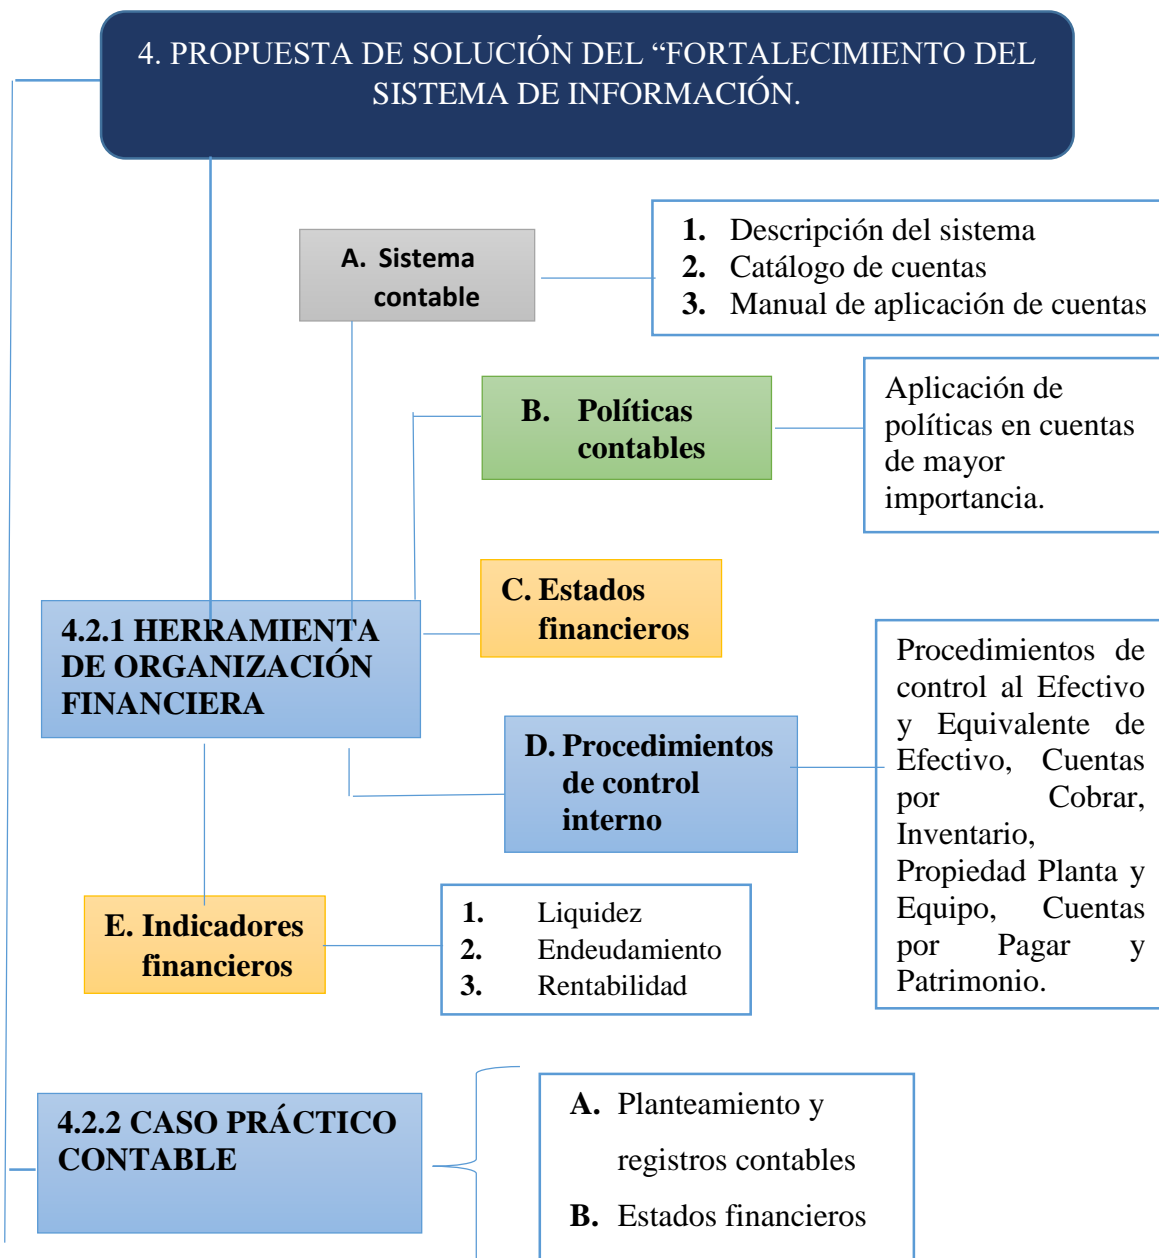 4. PROPUESTA DE SOLUCIÓN DEL “FORTALECIMIENTO DEL
SISTEMA DE INFORMACIÓN.
A. Sistema
contable
1. Descripción del sistema
2. Catálogo de cuentas
3. Manual de aplicación de cuentas
B. Políticas
contables
Aplicación de
políticas en cuentas
de mayor
importancia.
C. Estados
financieros
4.2.1 HERRAMIENTA
DE ORGANIZACIÓN
FINANCIERA
D. Procedimientos
de control
interno
Procedimientos de
control al Efectivo
y Equivalente de
Efectivo, Cuentas
por Cobrar,
Inventario,
Propiedad Planta y
Equipo, Cuentas
por Pagar y
Patrimonio.
E. Indicadores
financieros
1. Liquidez
2. Endeudamiento
3. Rentabilidad
4.2.2 CASO PRÁCTICO
CONTABLE
A. Planteamiento y
registros contables
B. Estados financieros